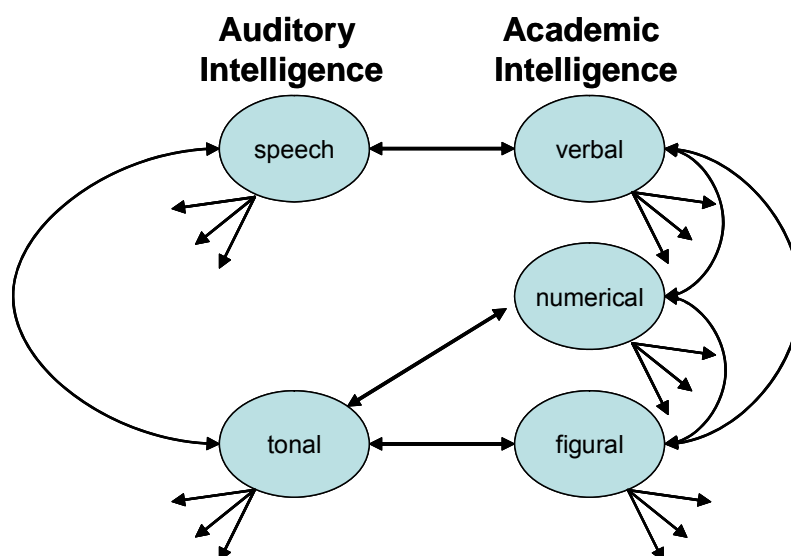 Auditory
Intelligence
Academic
Intelligence
speech
verbal
numerical
tonal
figural